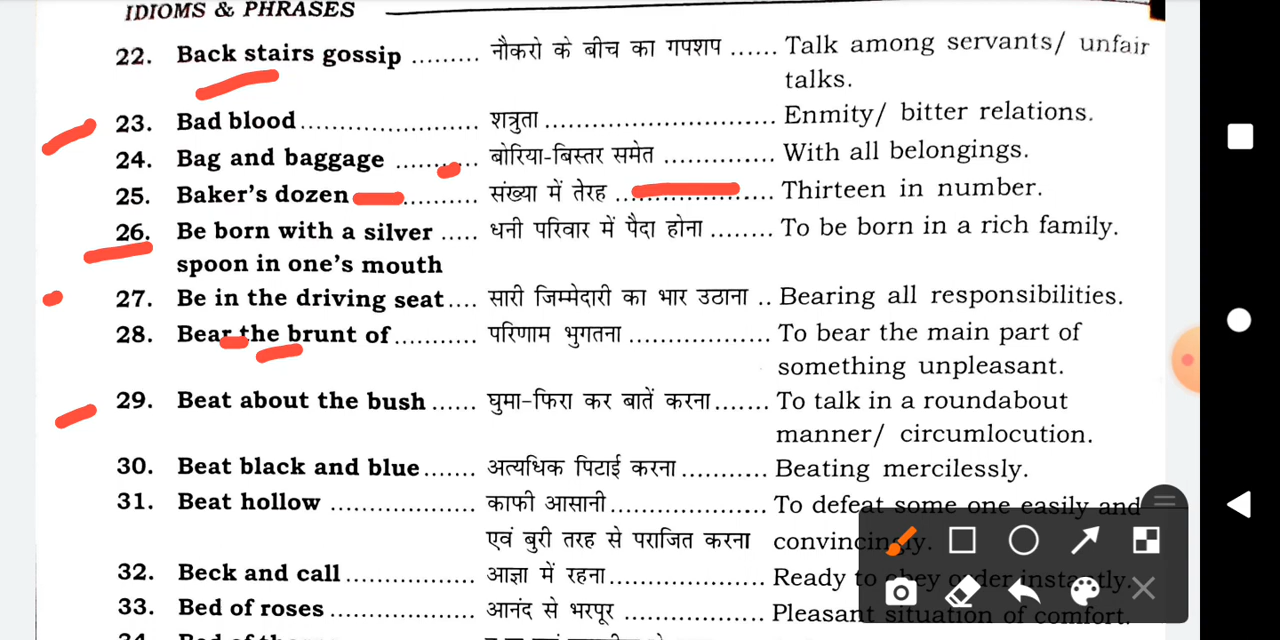 IDIOMS & PHRASES
22. Back stairs gossip ......... नौकरो के बीच का गपशप ...... Talk among servants/ unfair
talks.
23. Bad blood ....................... शत्रुता ............................. Enmity/ bitter relations.
24. Bag and baggage ......... बोरिया-बिस्तर समेत .............. With all belongings.
25. Baker's dozen ......... संख्या में तेरह ................... Thirteen in number.
26. Be born with a silver ..... धनी परिवार में पैदा होना ........ To be born in a rich family.
spoon in one's mouth
27. Be in the driving seat .... सारी जिम्मेदारी का भार उठाना .. Bearing all responsibilities.
28. Bear the brunt of ........... परिणाम भुगतना .................. To bear the main part of
something unpleasant.
29. Beat about the bush ...... घुमा-फिरा कर बातें करना ....... To talk in a roundabout
manner/ circumlocution.
30. Beat black and blue ....... अत्यधिक पिटाई करना ........... Beating mercilessly.
31. Beat hollow ................... काफी आसानी ..................... To defeat some one easily and
एवं बुरी तरह से पराजित करना convincingly.
32. Beck and call ................. आज्ञा में रहना .................... Ready to obey order instantly.
33. Bed of roses ................... आनंद से भरपूर .................. Pleasant situation of comfort.
34.